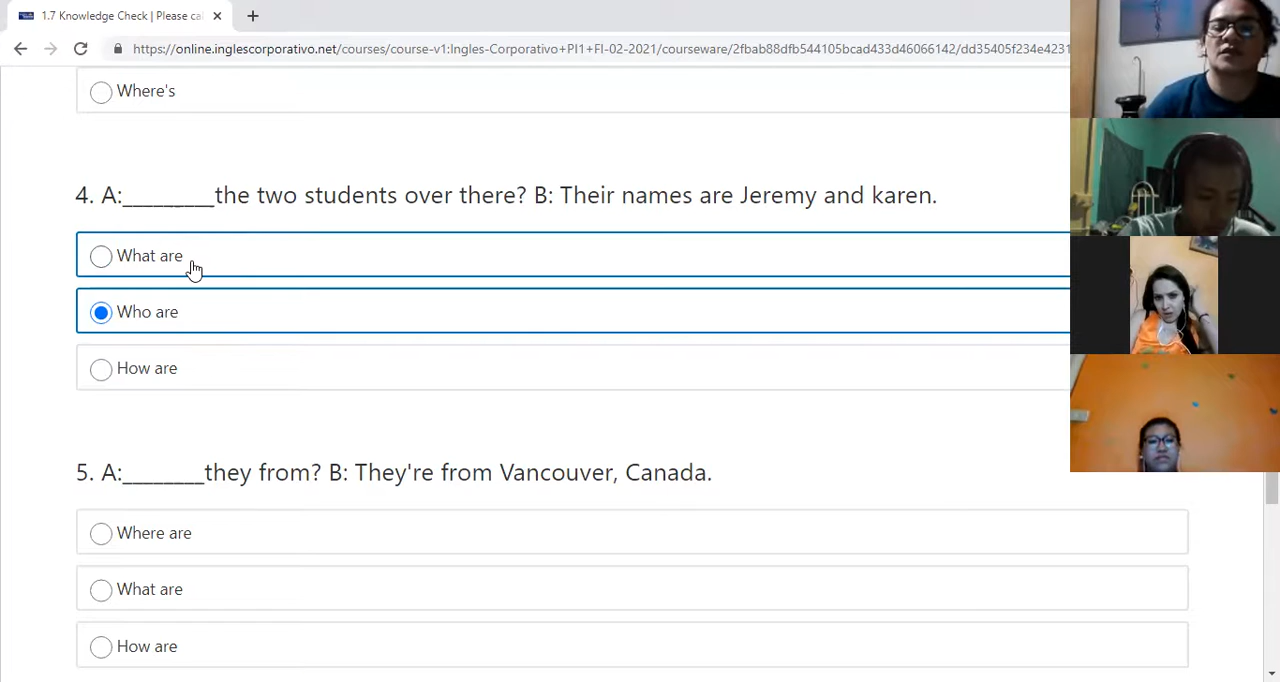 1.7 Knowledge Check | Please ca
https://online.inglescorporativo.net/courses/course-v1:Ingles-Corporativo+PI1+FI-02-2021/courseware/2fbab88dfb544105bcad433d46066142/dd35405f234e4231
Where's
4. A:________the two students over there? B: Their names are Jeremy and karen.
What are
Who are
How are
5. A:_______they from? B: They're from Vancouver, Canada.
Where are
What are
How are